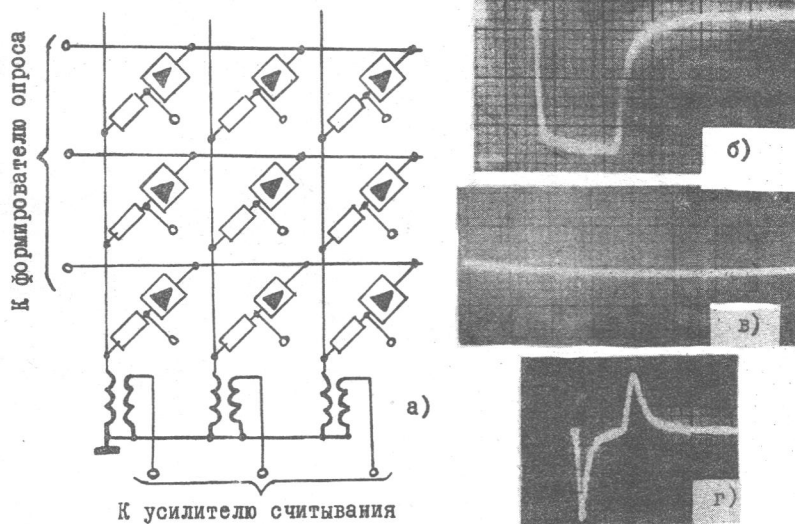 К формирователю опроса
б)
в)
а)
г)
К усилителю считывания